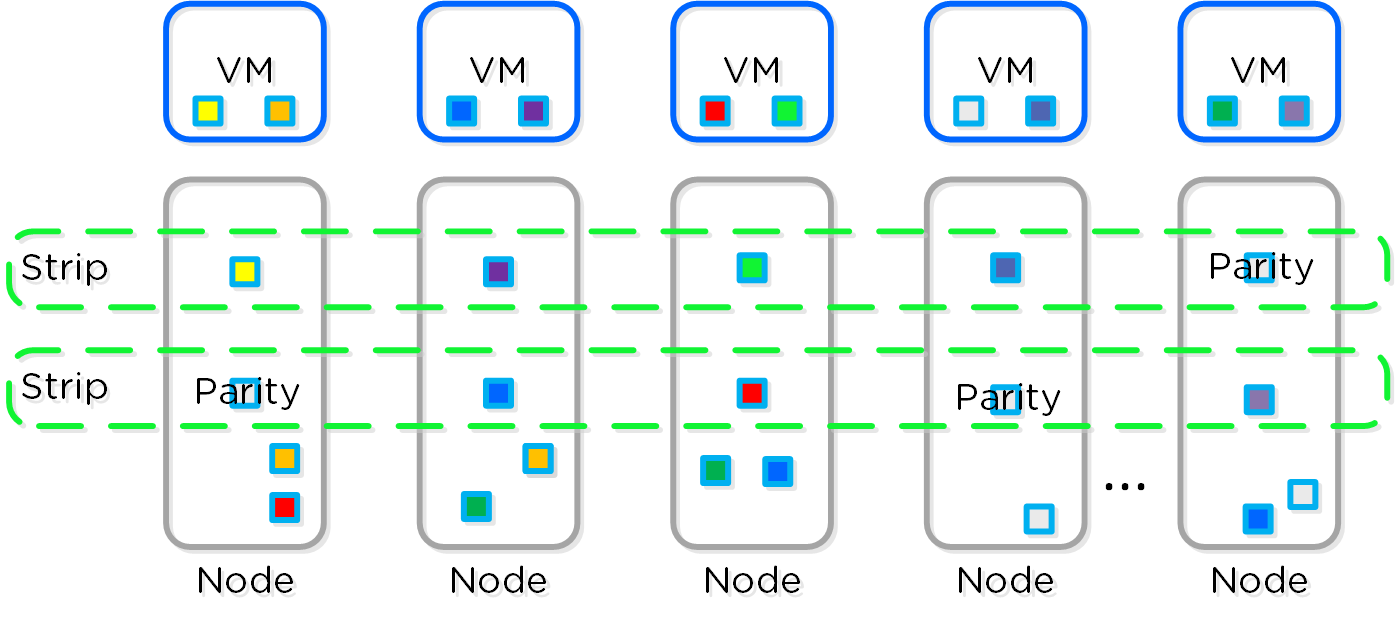 VM VM VM VM VM
Strip Parity
Strip Parity Parity
...
Node Node Node Node Node